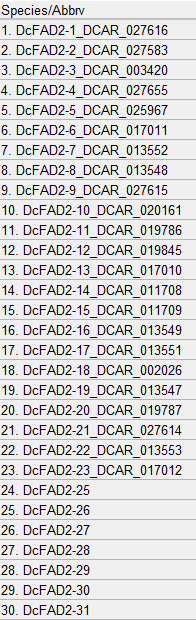 Species/Abbrv
1. DcFAD2-1_DCAR_027616
2. DcFAD2-2_DCAR_027583
3. DcFAD2-3_DCAR_003420
4. DcFAD2-4_DCAR_027655
5. DcFAD2-5_DCAR_025967
6. DcFAD2-6_DCAR_017011
7. DcFAD2-7_DCAR_013552
8. DcFAD2-8_DCAR_013548
9. DcFAD2-9_DCAR_027615
10. DcFAD2-10_DCAR_020161
11. DcFAD2-11_DCAR_019786
12. DcFAD2-12_DCAR_019845
13. DcFAD2-13_DCAR_017010
14. DcFAD2-14_DCAR_011708
15. DcFAD2-15_DCAR_011709
16. DcFAD2-16_DCAR_013549
17. DcFAD2-17_DCAR_013551
18. DcFAD2-18_DCAR_002026
19. DcFAD2-19_DCAR_013547
20. DcFAD2-20_DCAR_019787
21. DcFAD2-21_DCAR_027614
22. DcFAD2-22_DCAR_013553
23. DcFAD2-23_DCAR_017012
24. DcFAD2-25
25. DcFAD2-26
26. DcFAD2-27
27. DcFAD2-28
28. DcFAD2-29
29. DcFAD2-30
30. DcFAD2-31